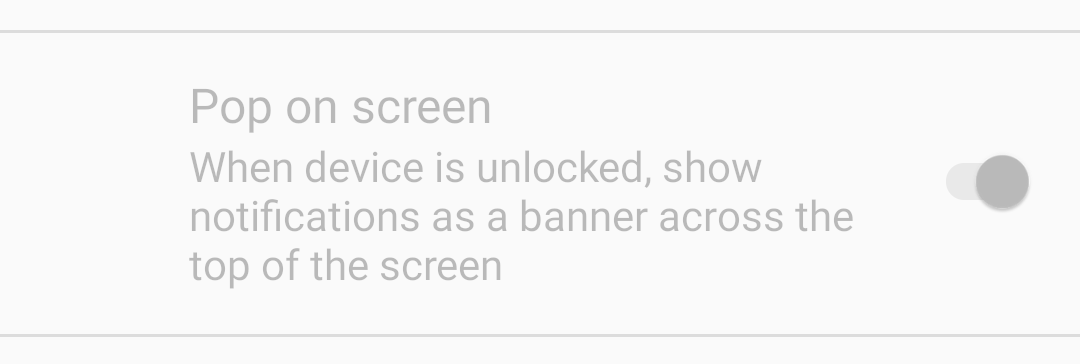 Pop on screen
When device is unlocked, show
notifications as a banner across the
top of the screen